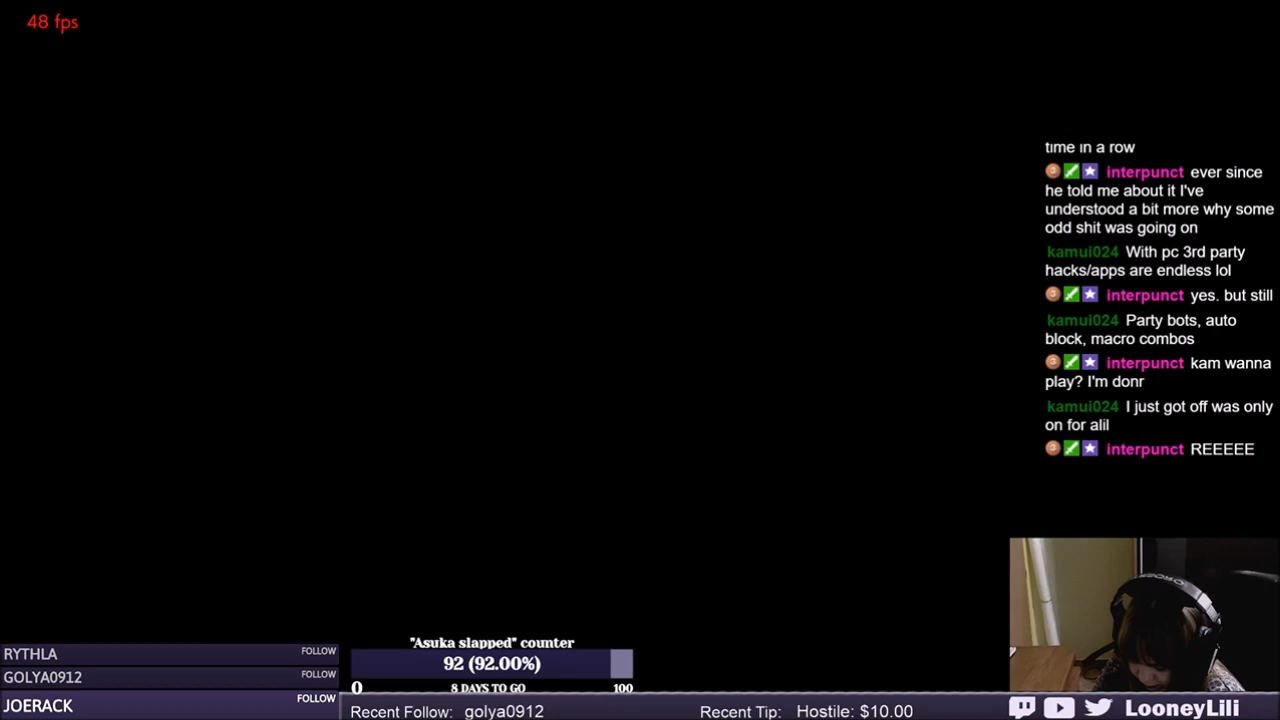 48 fps
time in a row
interpunct ever since
he told me about it I've
understood a bit more why some
odd shit was going on
kamui024 With pc 3rd party
hacks/apps are endless lol
interpunct yes. but still
kamui024 Party bots, auto
block, macro combos
interpunct kam wanna
play? I'm donr
kamui024 I just got off was only
on for alil
interpunct REEEEE
"Asuka slapped" counter
92 (92.00%)
0 8 DAYS TO GO 100
RYTHLA FOLLOW
GOLYA0912 FOLLOW
JOERACK FOLLOW
Recent Follow: golya0912 Recent Tip: Hostile: $10.00
LooneyLili